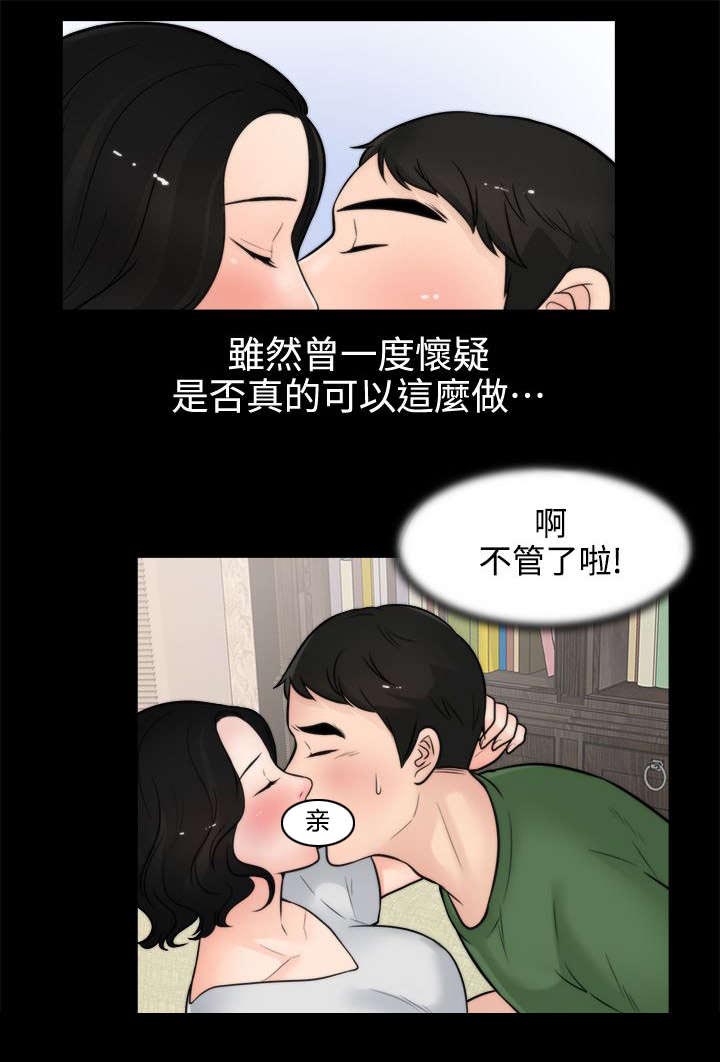 雖然曾一度懷疑
是否真的可以這麼做⋯
啊
不管了啦!
亲